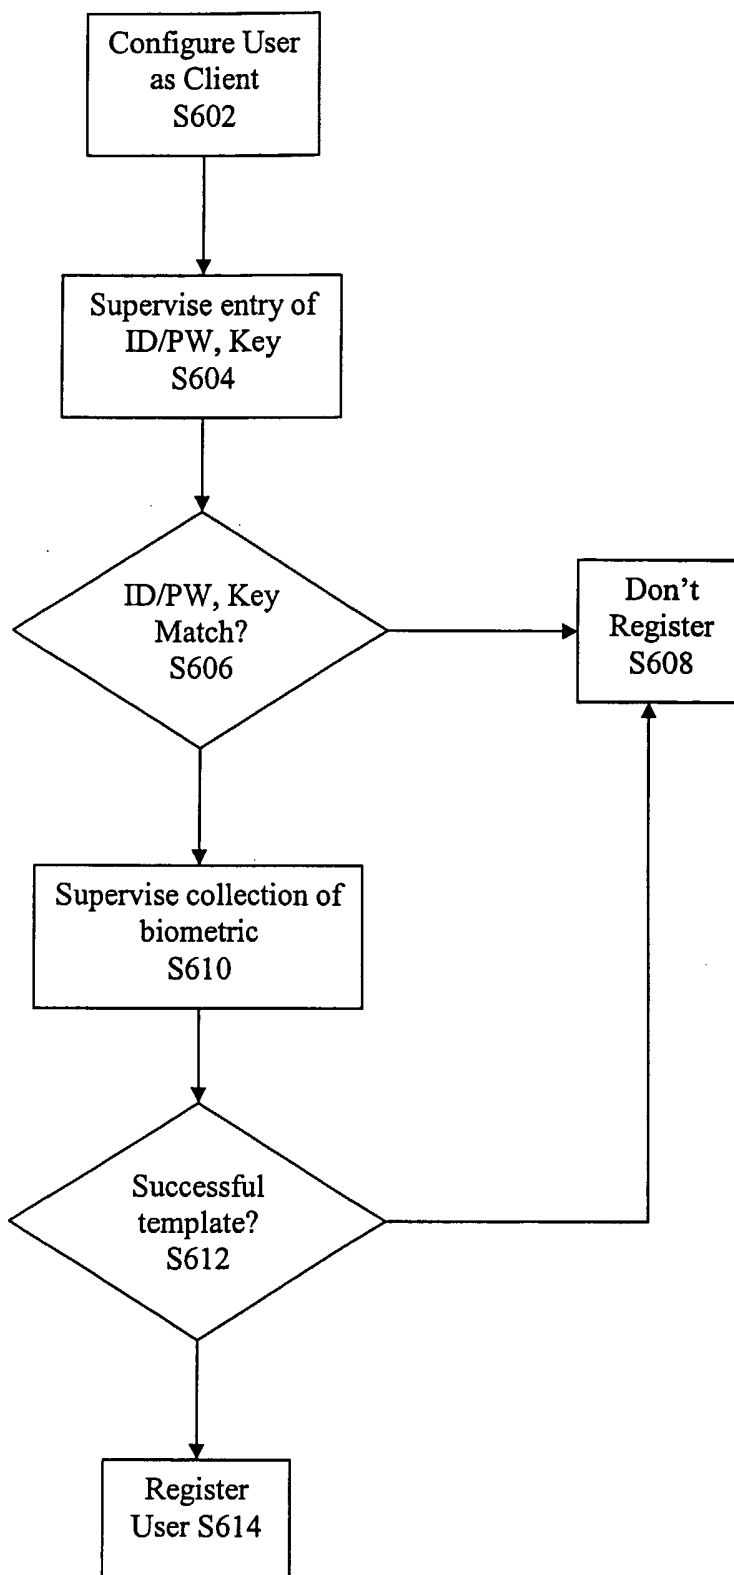 Configure User
as Client
S602
Supervise entry of
ID/PW, Key
S604
ID/PW, Key
Match?
S606
Don't
Register
S608
Supervise collection of
biometric
S610
Successful
template?
S612
Register
User S614